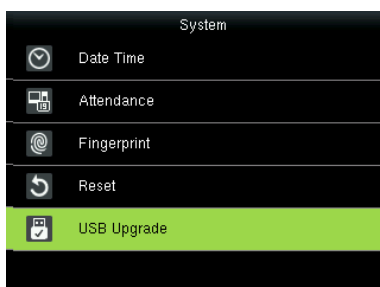 System
Date Time
Attendance
Fingerprint
Reset
USB Upgrade